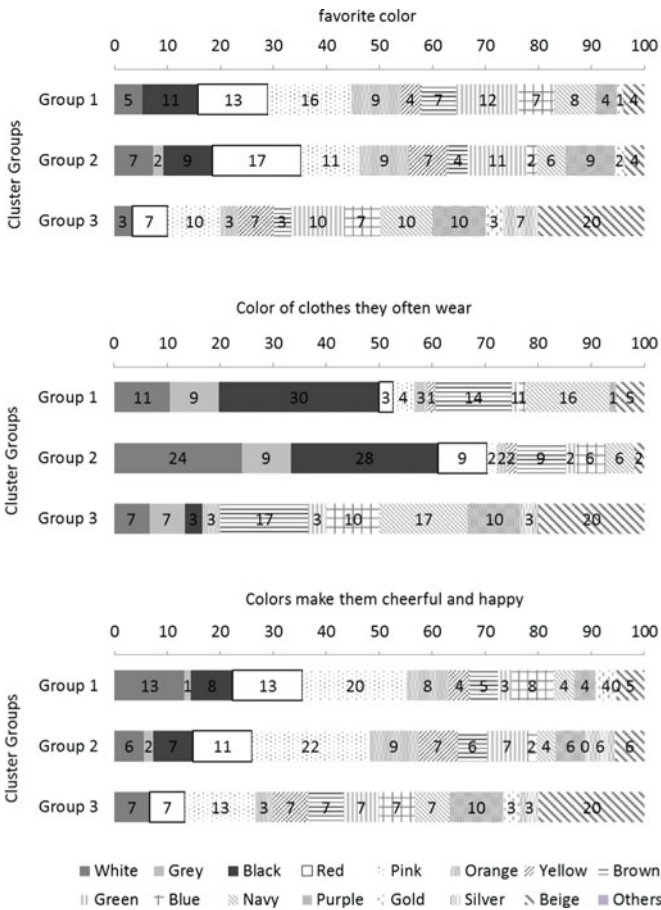 favorite color
0 10 20 30 40 50 60 70 80 90 100
Group 1 5 11 13 16 9 4 7 12 7 8 4 1 4
Group 2 7 2 9 17 11 9 7 4 11 2 6 9 2 4
Group 3 3 7 10 3 7 3 10 7 10 10 3 7 20
Cluster Groups
Color of clothes they often wear
0 10 20 30 40 50 60 70 80 90 100
Group 1 11 9 30 3 4 3 1 14 1 1 16 1 5
Group 2 24 9 28 9 2 2 2 9 2 6 6 2
Group 3 7 7 3 3 17 3 10 17 10 3 20
Cluster Groups
Colors make them cheerful and happy
0 10 20 30 40 50 60 70 80 90 100
Group 1 13 1 8 13 20 8 4 5 3 8 4 4 4 0 5
Group 2 6 2 7 11 22 9 7 6 7 2 4 6 0 6 6
Group 3 7 7 13 3 7 7 7 7 7 10 3 3 20
Cluster Groups
White Grey Black Red Pink Orange Yellow Brown
Green Blue Navy Purple Gold Silver Beige Others